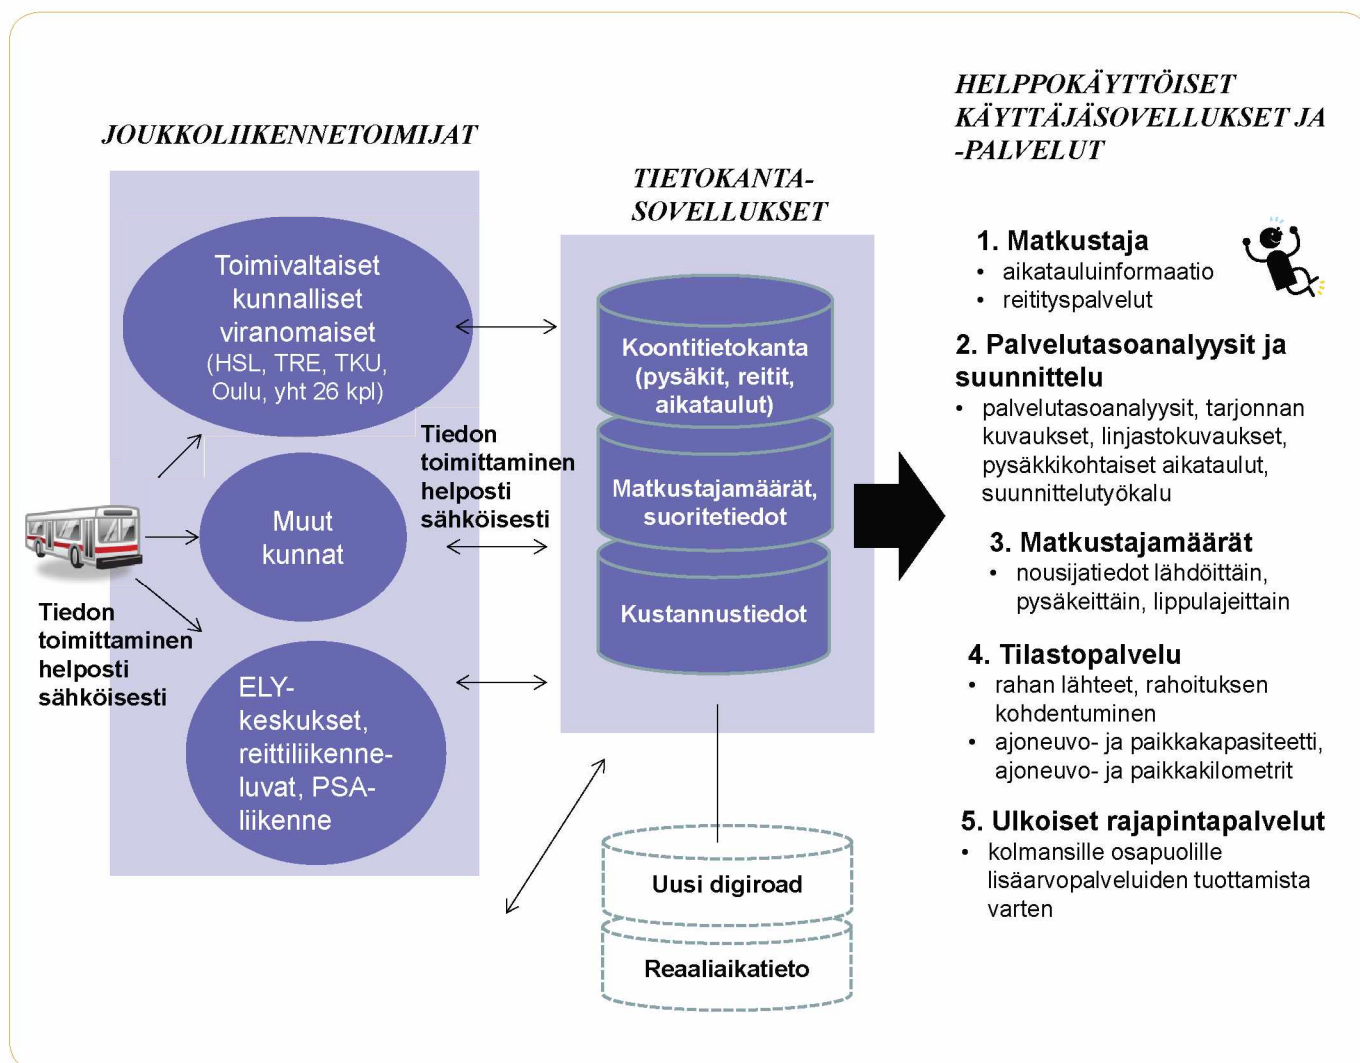 JOUKKOLIIKENNETOIMIJAT
Toimivaltaiset
kunnalliset
viranomaiset
(HSL, TRE, TKU,
Oulu, yht 26 kpl)
Muut
kunnat
ELY-
keskukset,
reittiliikenne-
luvat, PSA-
liikenne
Tiedon
toimittaminen
helposti
sähköisesti
Tiedon
toimittaminen
helposti
sähköisesti
TIETOKANTA-
SOVELLUKSET
Koontitietokanta
(pysäkit, reitit,
aikataulut)
Matkustajamäärät,
suoritetiedot
Kustannustiedot
Uusi digiroad
Reaaliaikatieto
HELPPOKÄYTTÖISET
KÄYTTÄJÄSOVELLUKSET JA
-PALVELUT
1. Matkustaja
• aikatauluinformaatio
• reitityspalvelut
2. Palvelutasoanalyysit ja
suunnittelu
• palvelutasoanalyysit, tarjonnan
kuvaukset, linjastokuvaukset,
pysäkkikohtaiset aikataulut,
suunnittelutyökalu
3. Matkustajamäärät
• nousijatiedot lähdöittäin,
pysäkeittäin, lippulajeittain
4. Tilastopalvelu
• rahan lähteet, rahoituksen
kohdentuminen
• ajoneuvo- ja paikkakapasiteetti,
ajoneuvo- ja paikkakilometrit
5. Ulkoiset rajapintapalvelut
• kolmansille osapuolille
lisäarvopalveluiden tuottamista
varten